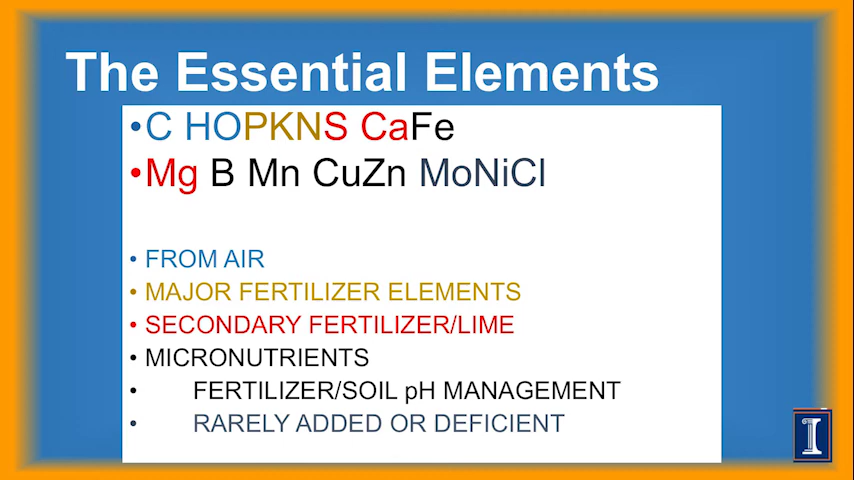 The Essential Elements
•C HOPKNS CaFe
•Mg B Mn CuZn MoNiCl
• FROM AIR
• MAJOR FERTILIZER ELEMENTS
• SECONDARY FERTILIZER/LIME
• MICRONUTRIENTS
• FERTILIZER/SOIL pH MANAGEMENT
• RARELY ADDED OR DEFICIENT
I